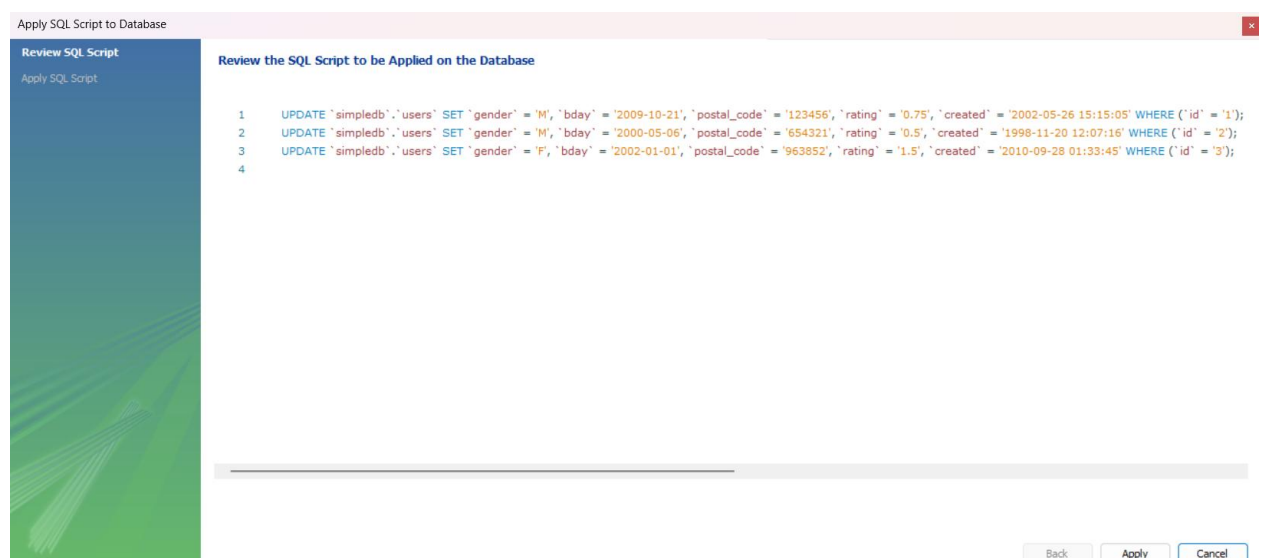 Apply SQL Script to Database
Review SQL Script
Apply SQL Script
Review the SQL Script to be Applied on the Database
1 UPDATE `simpledb`.`users` SET `gender` = 'M', `bday` = '2009-10-21', `postal_code` = '123456', `rating` = '0.75', `created` = '2002-05-26 15:15:05' WHERE (`id` = '1');
2 UPDATE `simpledb`.`users` SET `gender` = 'M', `bday` = '2000-05-06', `postal_code` = '654321', `rating` = '0.5', `created` = '1998-11-20 12:07:16' WHERE (`id` = '2');
3 UPDATE `simpledb`.`users` SET `gender` = 'F', `bday` = '2002-01-01', `postal_code` = '963852', `rating` = '1.5', `created` = '2010-09-28 01:33:45' WHERE (`id` = '3');
4
Back Apply Cancel